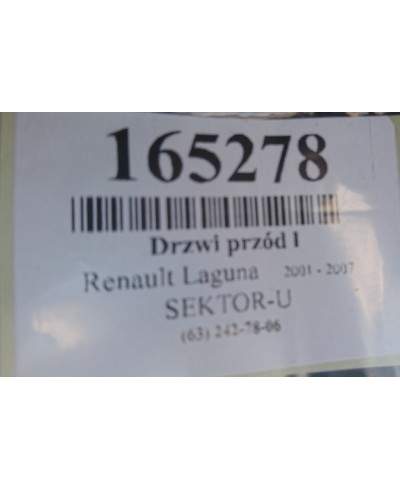 165278
Drzwi przód l
Renault Laguna 2001 - 2007
SEKTOR-U
(63) 242-78-06